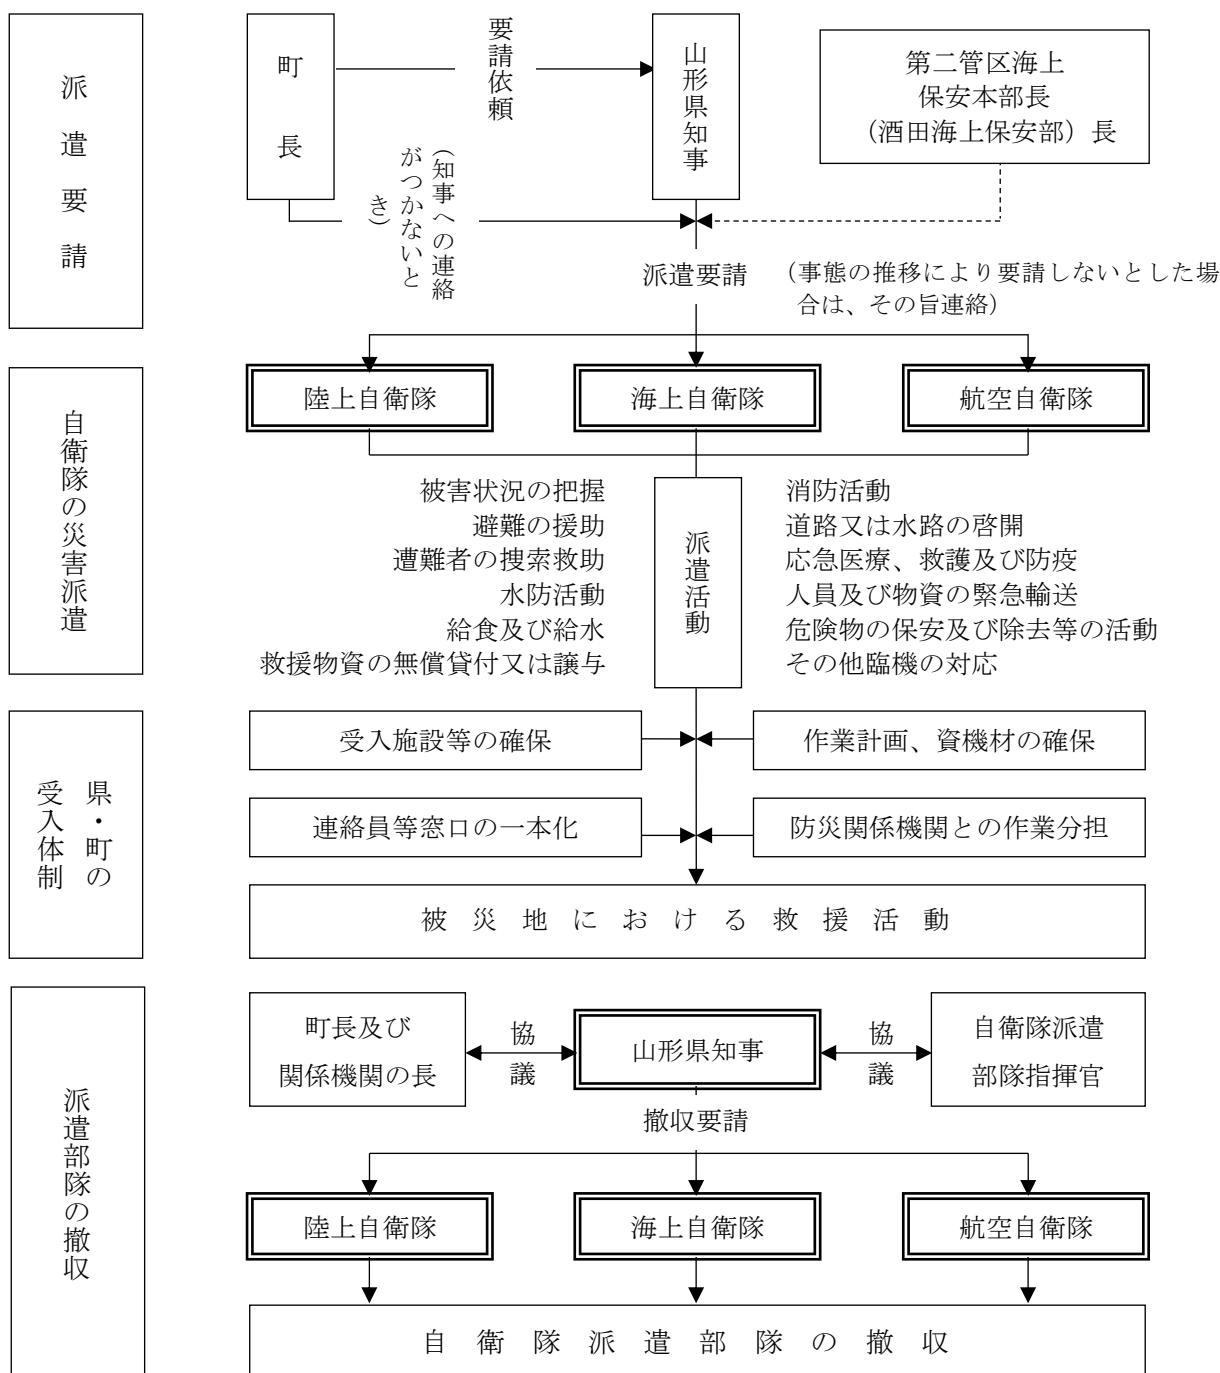 派遣要請
町長
要請依頼
山形県知事
第二管区海上
保安本部長
(酒田海上保安部）長
(知事への連絡
がつかないと
き)
派遣要請
（事態の推移により要請しないとした場
合は、その旨連絡）
自衛隊の災害派遣
陸上自衛隊
海上自衛隊
航空自衛隊
被害状況の把握
避難の援助
遭難者の捜索救助
水防活動
給食及び給水
救援物資の無償貸付又は譲与
派遣活動
消防活動
道路又は水路の啓開
応急医療、救護及び防疫
人員及び物資の緊急輸送
危険物の保安及び除去等の活動
その他臨機の対応
県・町の
受入体制
受入施設等の確保
作業計画、資機材の確保
連絡員等窓口の一本化
防災関係機関との作業分担
被災地における救援活動
派遣部隊の撤収
町長及び
関係機関の長
協議
山形県知事
協議
自衛隊派遣
部隊指揮官
撤収要請
陸上自衛隊
海上自衛隊
航空自衛隊
自衛隊派遣部隊の撤収